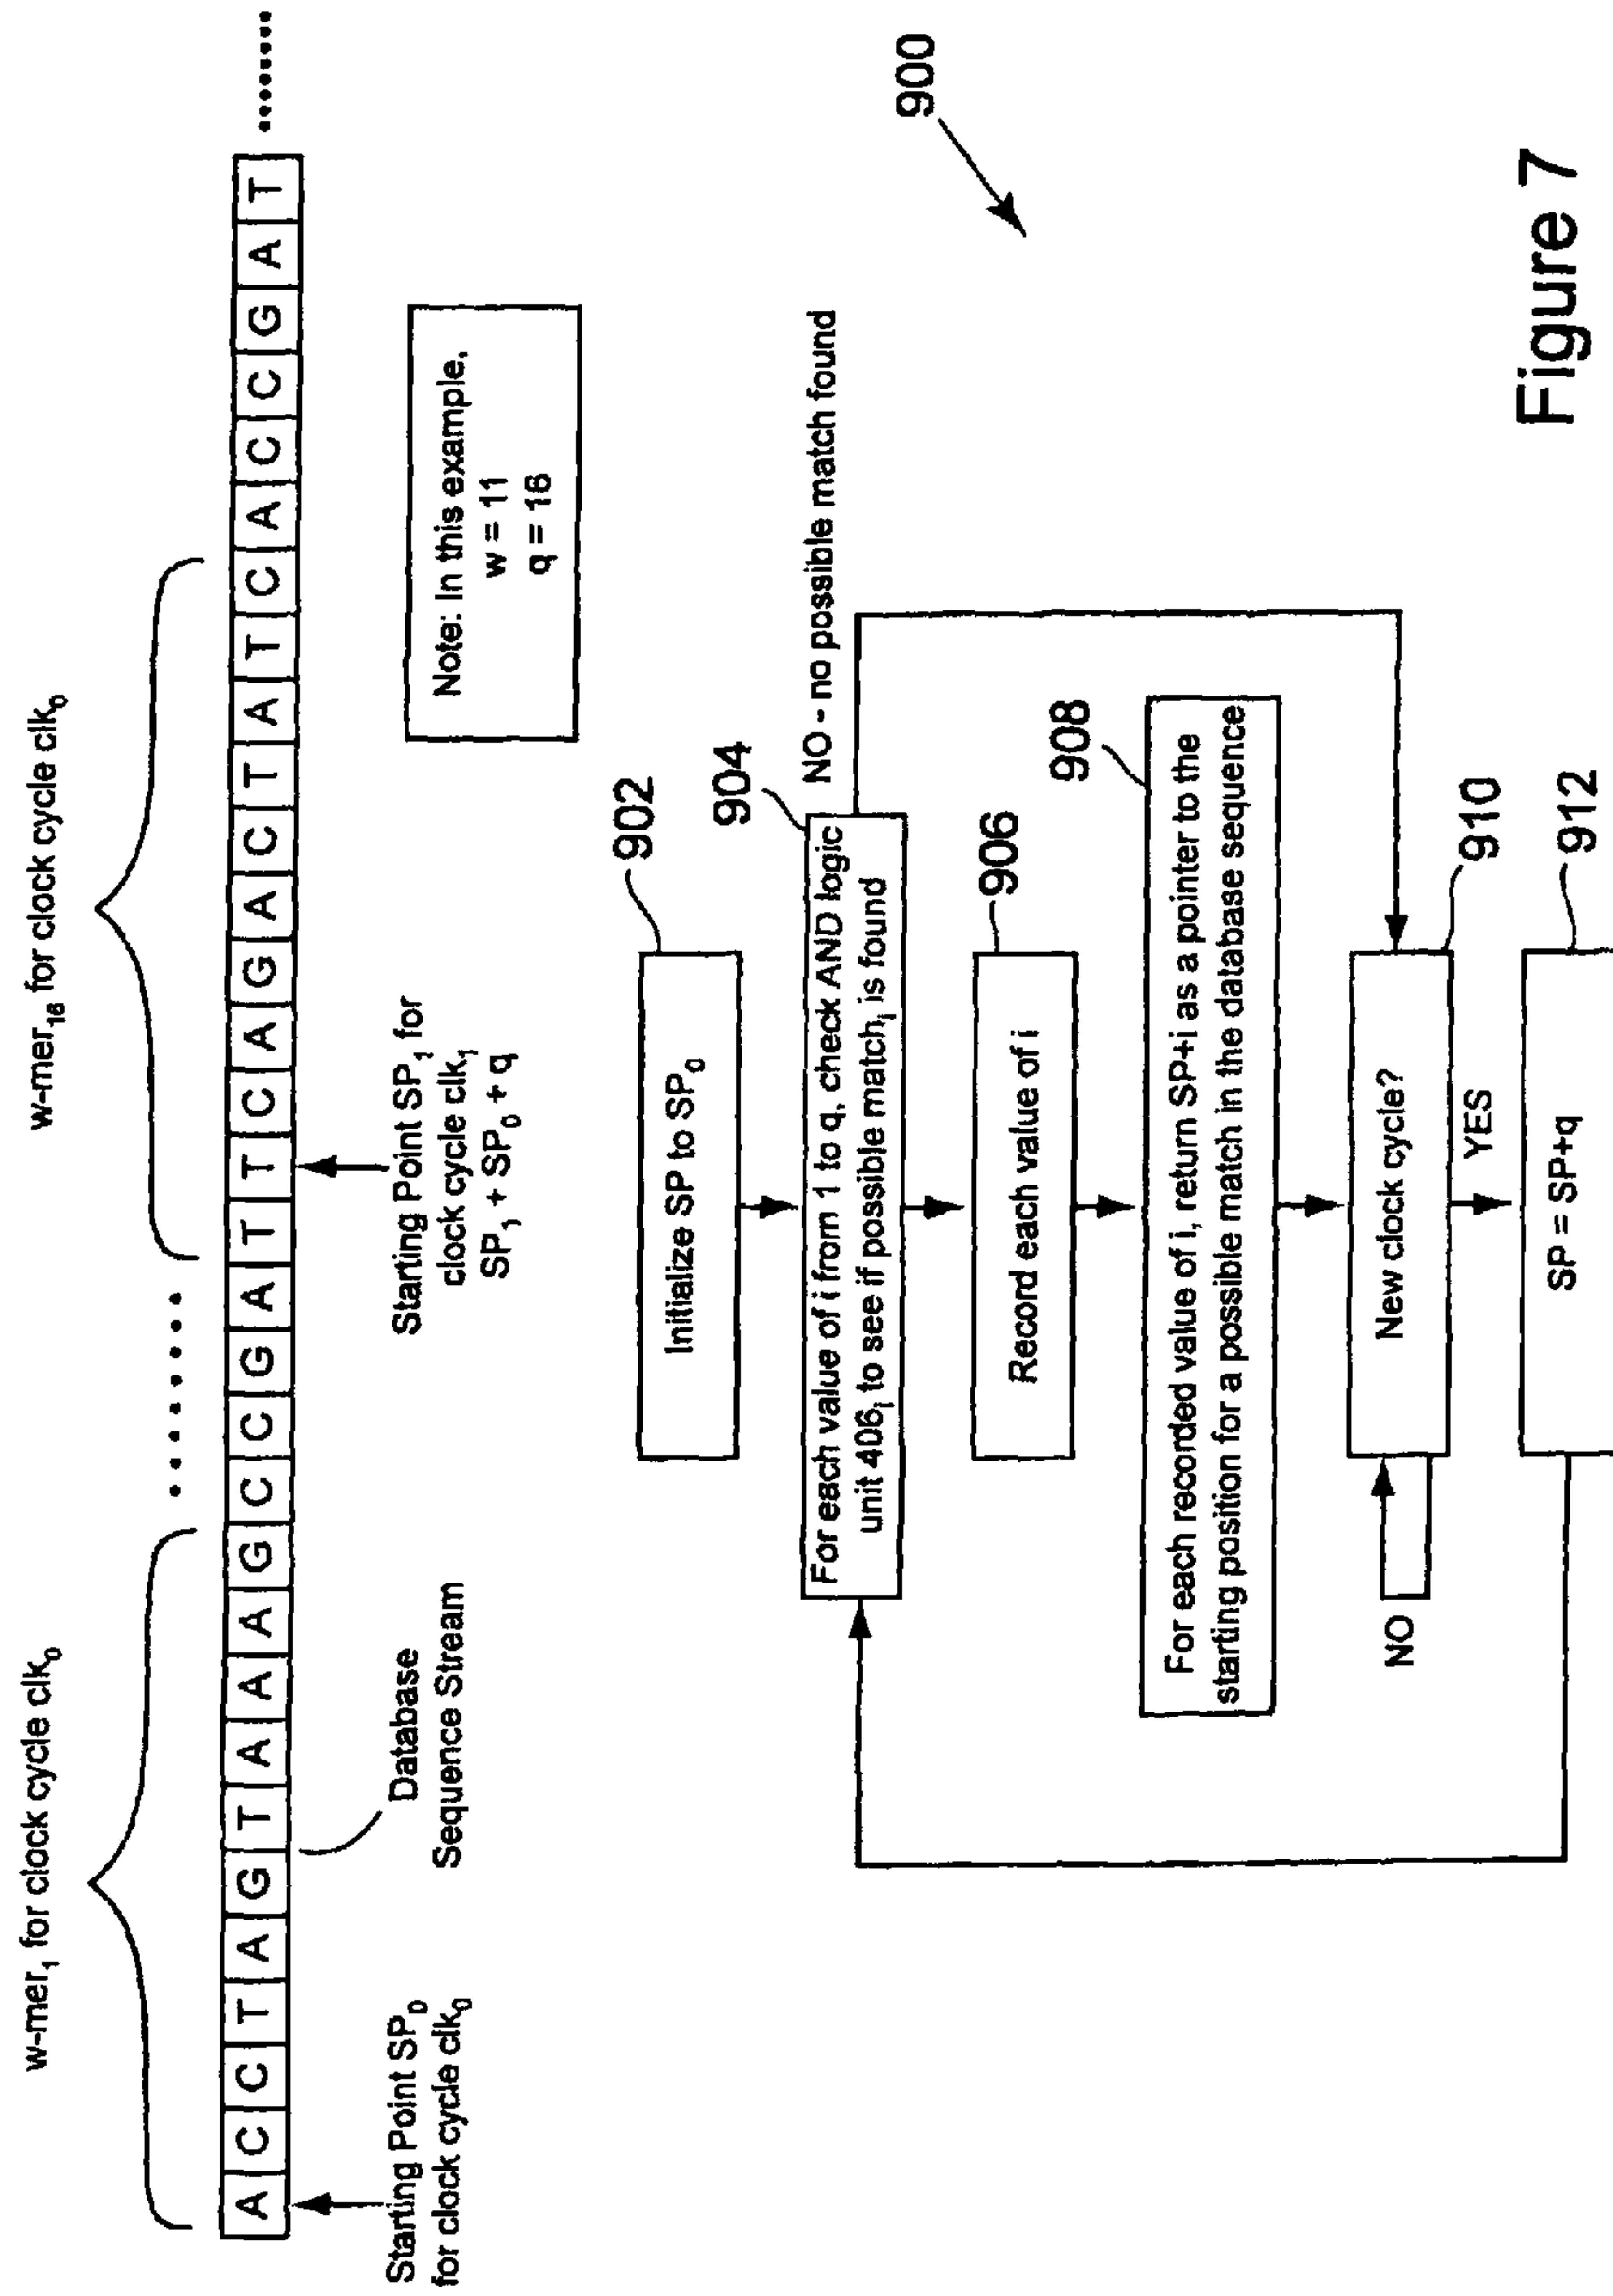 w-mer₁ for clock cycle clk₀
w-mer₁₆ for clock cycle clk₀
A C C T A G T A A A G C C G A T T C A G A C T A T C A C C G A T
Starting Point SP₀
for clock cycle clk₀
Database
Sequence Stream
Starting Point SP₁ for
clock cycle clk₁
SP₁ + SP₀ + q
Note: In this example,
w = 11
q = 16
902
Initialize SP to SP₀
904
For each value of i from 1 to q, check AND logic
unit 406ᵢ to see if possible matchᵢ is found
NO - no possible match found
906
Record each value of i
908
For each recorded value of i, return SP+i as a pointer to the
starting position for a possible match in the database sequence
910
New clock cycle?
NO
YES
912
SP = SP+q
900
Figure 7